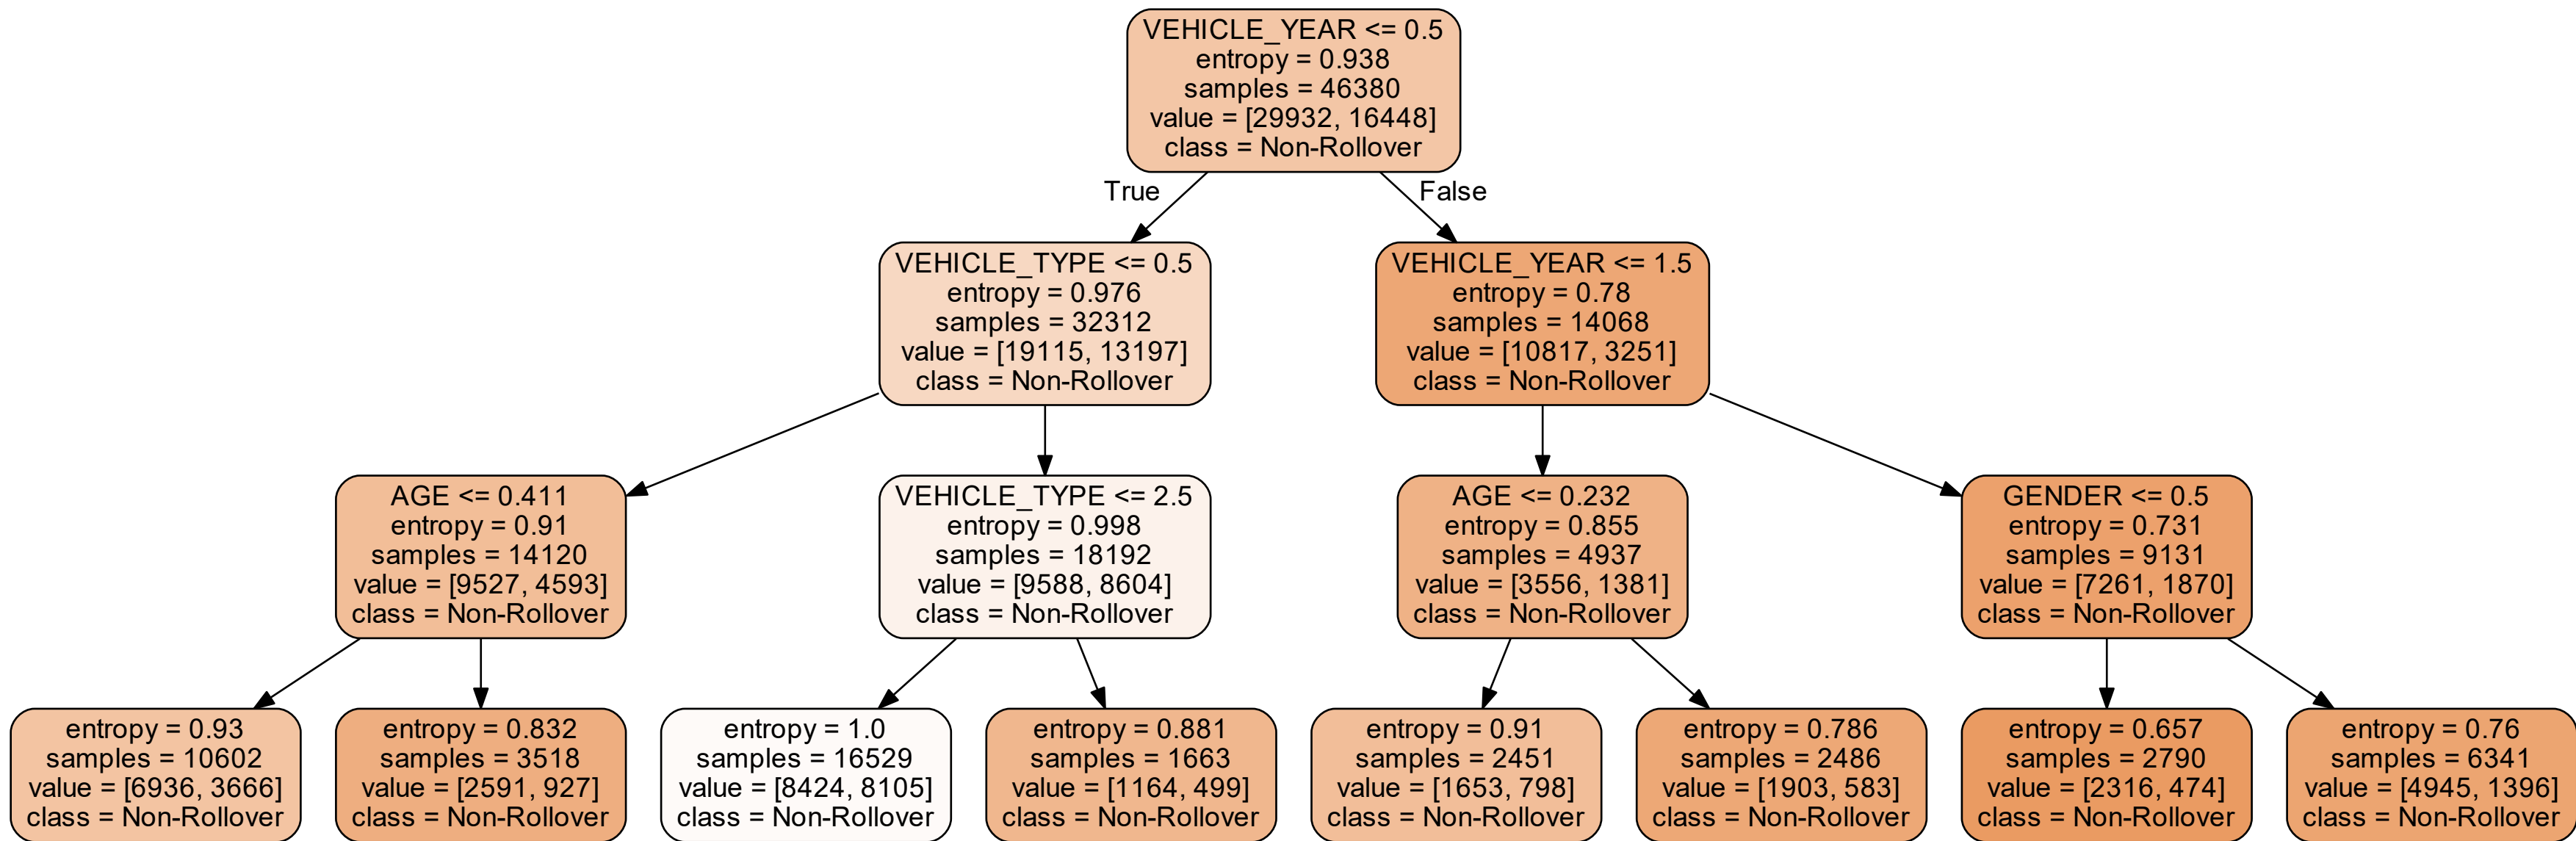 VEHICLE_YEAR <= 0.5
entropy = 0.938
samples = 46380
value = [29932, 16448]
class = Non-Rollover
True
False
VEHICLE_TYPE <= 0.5
entropy = 0.976
samples = 32312
value = [19115, 13197]
class = Non-Rollover
VEHICLE_YEAR <= 1.5
entropy = 0.78
samples = 14068
value = [10817, 3251]
class = Non-Rollover
AGE <= 0.411
entropy = 0.91
samples = 14120
value = [9527, 4593]
class = Non-Rollover
VEHICLE_TYPE <= 2.5
entropy = 0.998
samples = 18192
value = [9588, 8604]
class = Non-Rollover
AGE <= 0.232
entropy = 0.855
samples = 4937
value = [3556, 1381]
class = Non-Rollover
GENDER <= 0.5
entropy = 0.731
samples = 9131
value = [7261, 1870]
class = Non-Rollover
entropy = 0.93
samples = 10602
value = [6936, 3666]
class = Non-Rollover
entropy = 0.832
samples = 3518
value = [2591, 927]
class = Non-Rollover
entropy = 1.0
samples = 16529
value = [8424, 8105]
class = Non-Rollover
entropy = 0.881
samples = 1663
value = [1164, 499]
class = Non-Rollover
entropy = 0.91
samples = 2451
value = [1653, 798]
class = Non-Rollover
entropy = 0.786
samples = 2486
value = [1903, 583]
class = Non-Rollover
entropy = 0.657
samples = 2790
value = [2316, 474]
class = Non-Rollover
entropy = 0.76
samples = 6341
value = [4945, 1396]
class = Non-Rollover